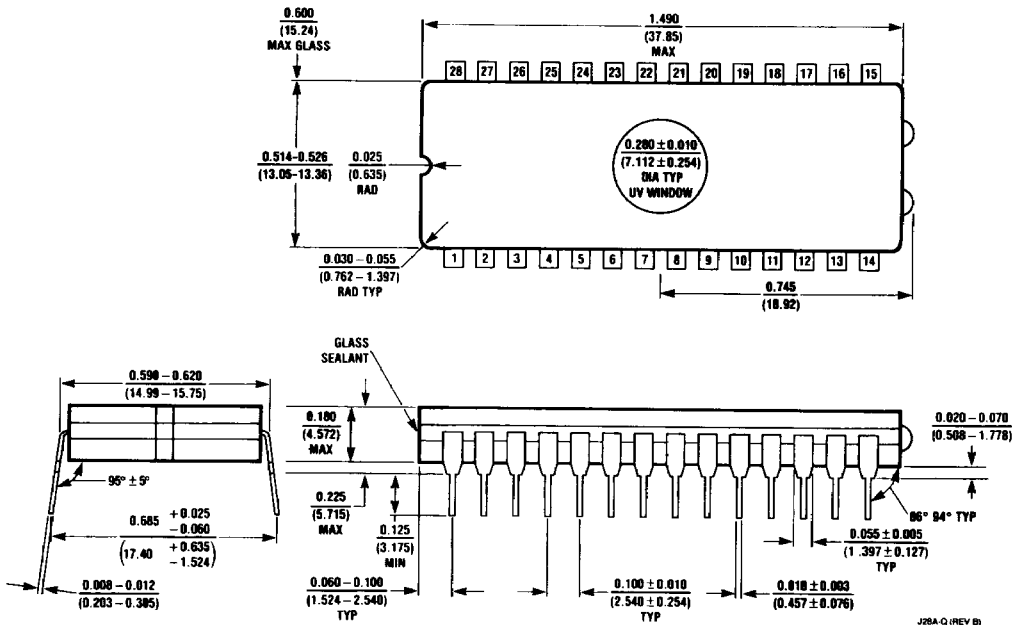 0.600
(15.24)
MAX GLASS
1.490
(37.85)
MAX
28 27 26 25 24 23 22 21 20 19 18 17 16 15
0.514-0.526
(13.05-13.36)
0.025
(0.635)
RAD
0.280 ± 0.010
(7.112 ± 0.254)
DIA TYP
UV WINDOW
0.030 – 0.055
(0.762 – 1.397)
RAD TYP
1 2 3 4 5 6 7 8 9 10 11 12 13 14
0.745
(18.92)
GLASS
SEALANT
0.590 – 0.620
(14.99 – 15.75)
0.180
(4.572)
MAX
0.020 – 0.070
(0.508 – 1.778)
95° ± 5°
0.225
(5.715)
MAX
86° 94° TYP
0.685 + 0.025
- 0.060
(17.40 + 0.635
- 1.524)
0.125
(3.175)
MIN
0.055 ± 0.005
(1.397 ± 0.127)
TYP
0.008 – 0.012
(0.203 – 0.305)
0.060 – 0.100
(1.524 – 2.540)
TYP
0.100 ± 0.010
(2.540 ± 0.254)
TYP
0.018 ± 0.003
(0.457 ± 0.076)
J28A-Q (REV B)